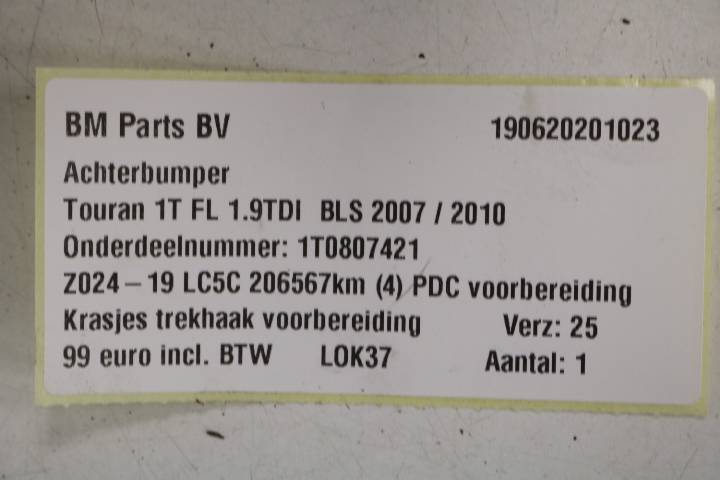 BM Parts BV 190620201023
Achterbumper
Touran 1T FL 1.9TDI BLS 2007 / 2010
Onderdeelnummer: 1T0807421
Z024 – 19 LC5C 206567km (4) PDC voorbereiding
Krasjes trekhaak voorbereiding Verz: 25
99 euro incl. BTW LOK37 Aantal: 1